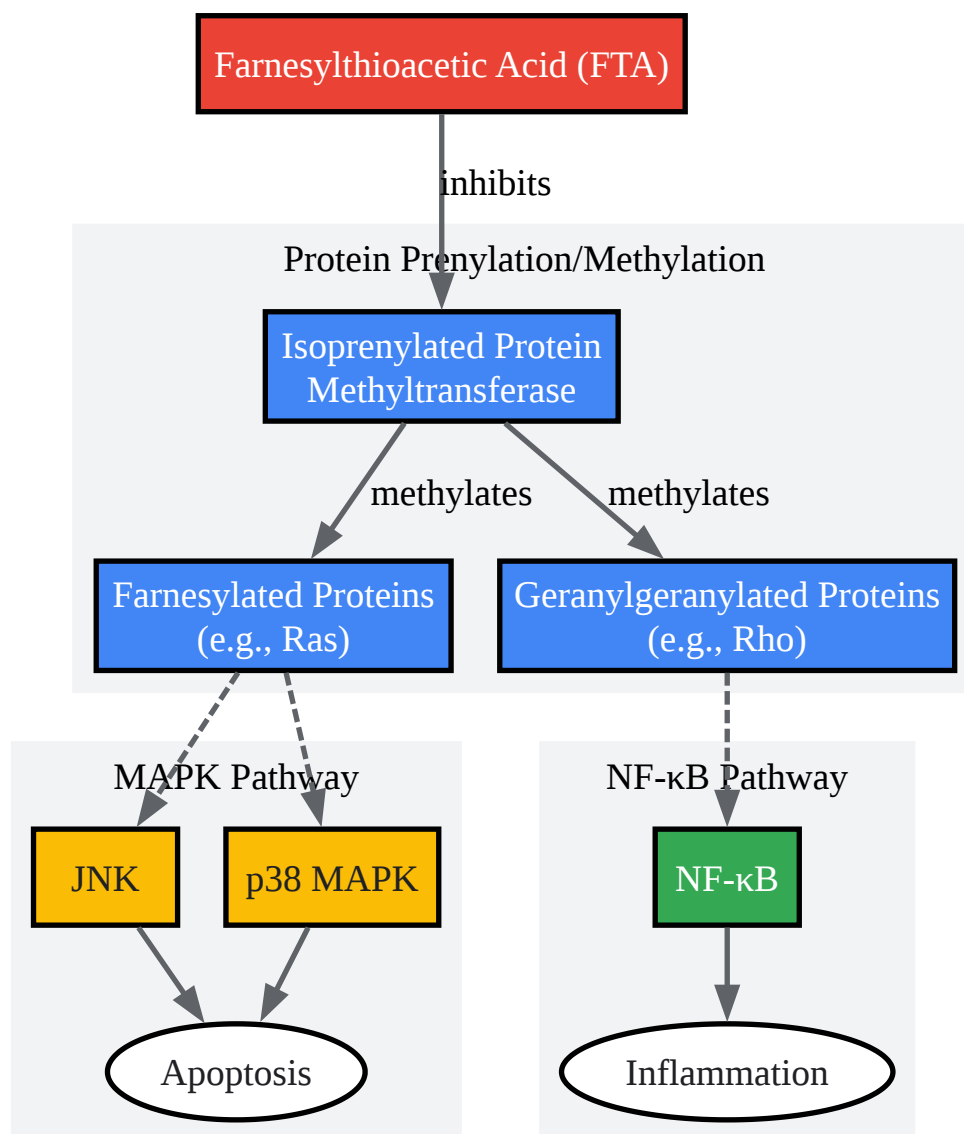 Farnesylthioacetic Acid (FTA)
inhibits
Protein Prenylation/Methylation
Isoprenylated Protein
Methyltransferase
methylates
methylates
Farnesylated Proteins
(e.g., Ras)
Geranylgeranylated Proteins
(e.g., Rho)
MAPK Pathway
JNK
p38 MAPK
Apoptosis
NF-κB Pathway
NF-κB
Inflammation